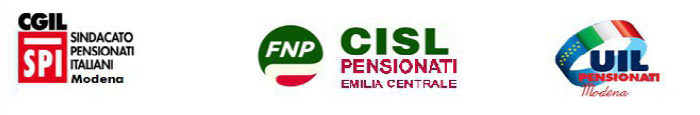 CGIL
SPI
SINDACATO
PENSIONATI
ITALIANI
Modena
FNP
CISL
PENSIONATI
EMILIA CENTRALE
UIL
PENSIONATI
Modena